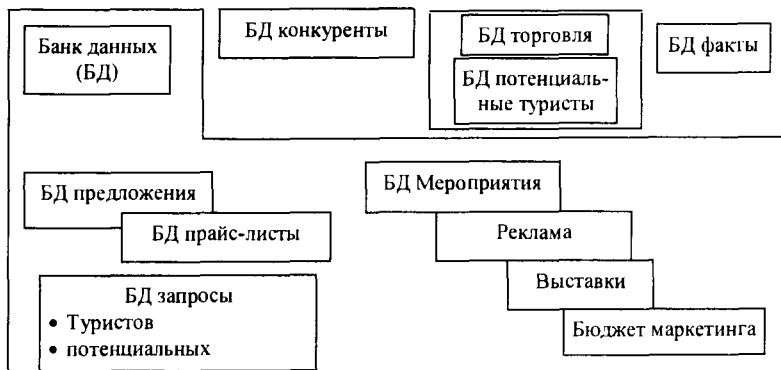 Банк данных
(БД)
БД конкуренты
БД торговля
БД потенциаль-
ные туристы
БД факты
БД предложения
БД прайс-листы
БД запросы
• Туристов
• потенциальных
БД Мероприятия
Реклама
Выставки
Бюджет маркетинга